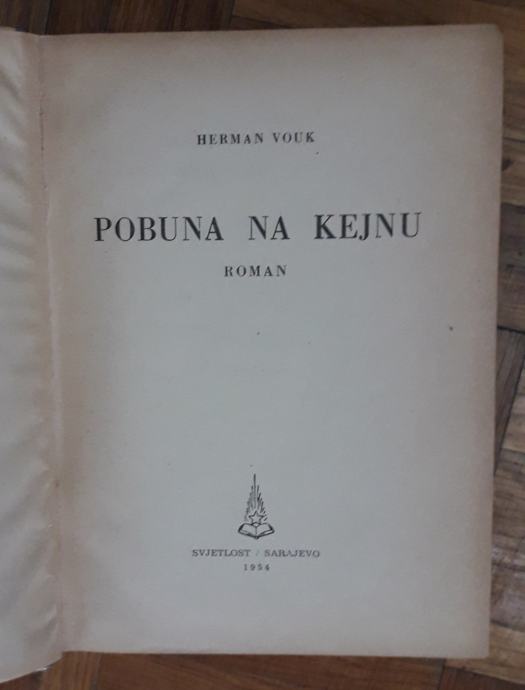 HERMAN VOUK
POBUNA NA KEJNU
ROMAN
SVJETLOST / SARAJEVO
1954